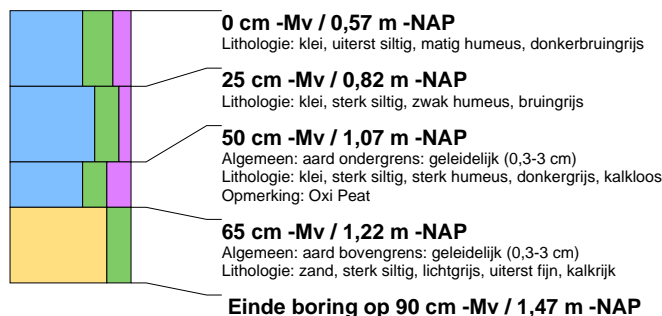 0 cm -Mv / 0,57 m -NAP
Lithologie: klei, uiterst siltig, matig humeus, donkerbruingrijs
25 cm -Mv / 0,82 m -NAP
Lithologie: klei, sterk siltig, zwak humeus, bruingrijs
50 cm -Mv / 1,07 m -NAP
Algemeen: aard ondergrens: geleidelijk (0,3-3 cm)
Lithologie: klei, sterk siltig, sterk humeus, donkergrijs, kalkloos
Opmerking: Oxi Peat
65 cm -Mv / 1,22 m -NAP
Algemeen: aard bovengrens: geleidelijk (0,3-3 cm)
Lithologie: zand, sterk siltig, lichtgrijs, uiterst fijn, kalkrijk
Einde boring op 90 cm -Mv / 1,47 m -NAP